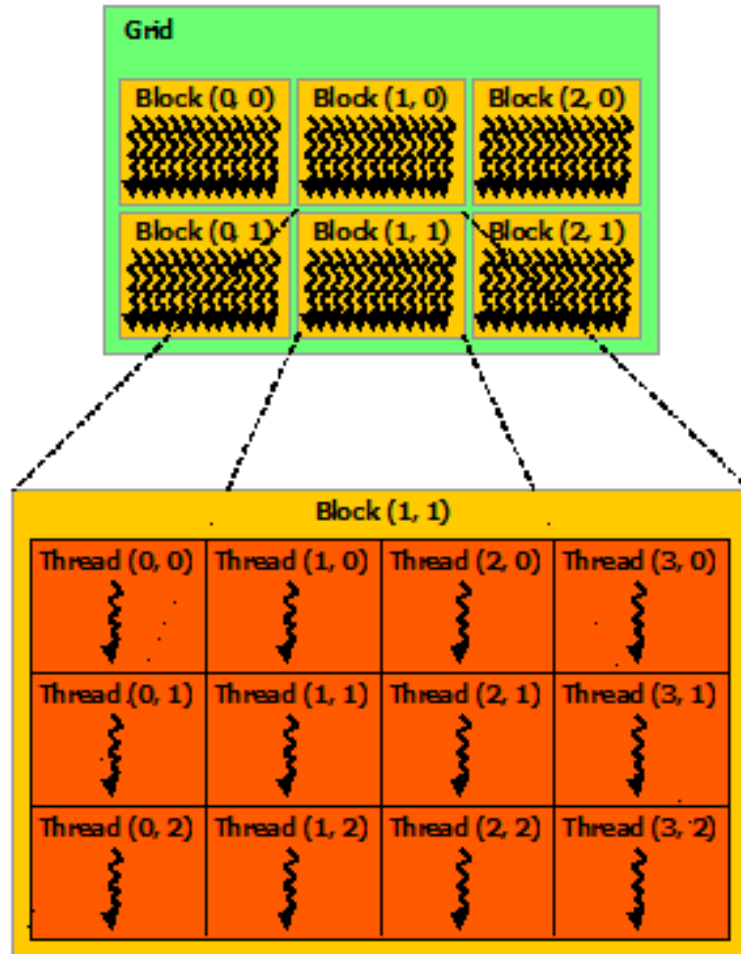 Grid
Block (0, 0) Block (1, 0) Block (2, 0)
Block (0, 1) Block (1, 1) Block (2, 1)
Block (1, 1)
Thread (0, 0) Thread (1, 0) Thread (2, 0) Thread (3, 0)
Thread (0, 1) Thread (1, 1) Thread (2, 1) Thread (3, 1)
Thread (0, 2) Thread (1, 2) Thread (2, 2) Thread (3, 2)